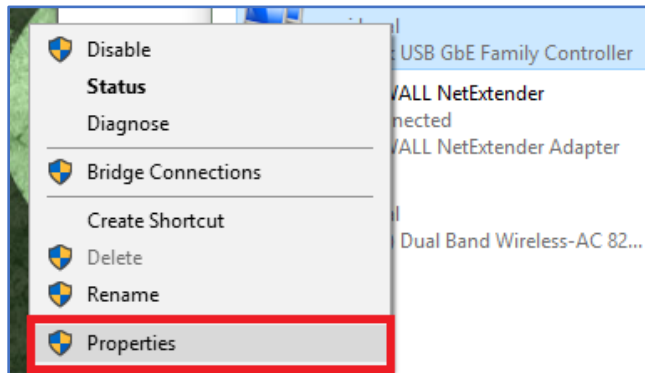 Disable
Status
Diagnose
Bridge Connections
Create Shortcut
Delete
Rename
Properties
USB GbE Family Controller
WALL NetExtender
nected
WALL NetExtender Adapter
Dual Band Wireless-AC 82...